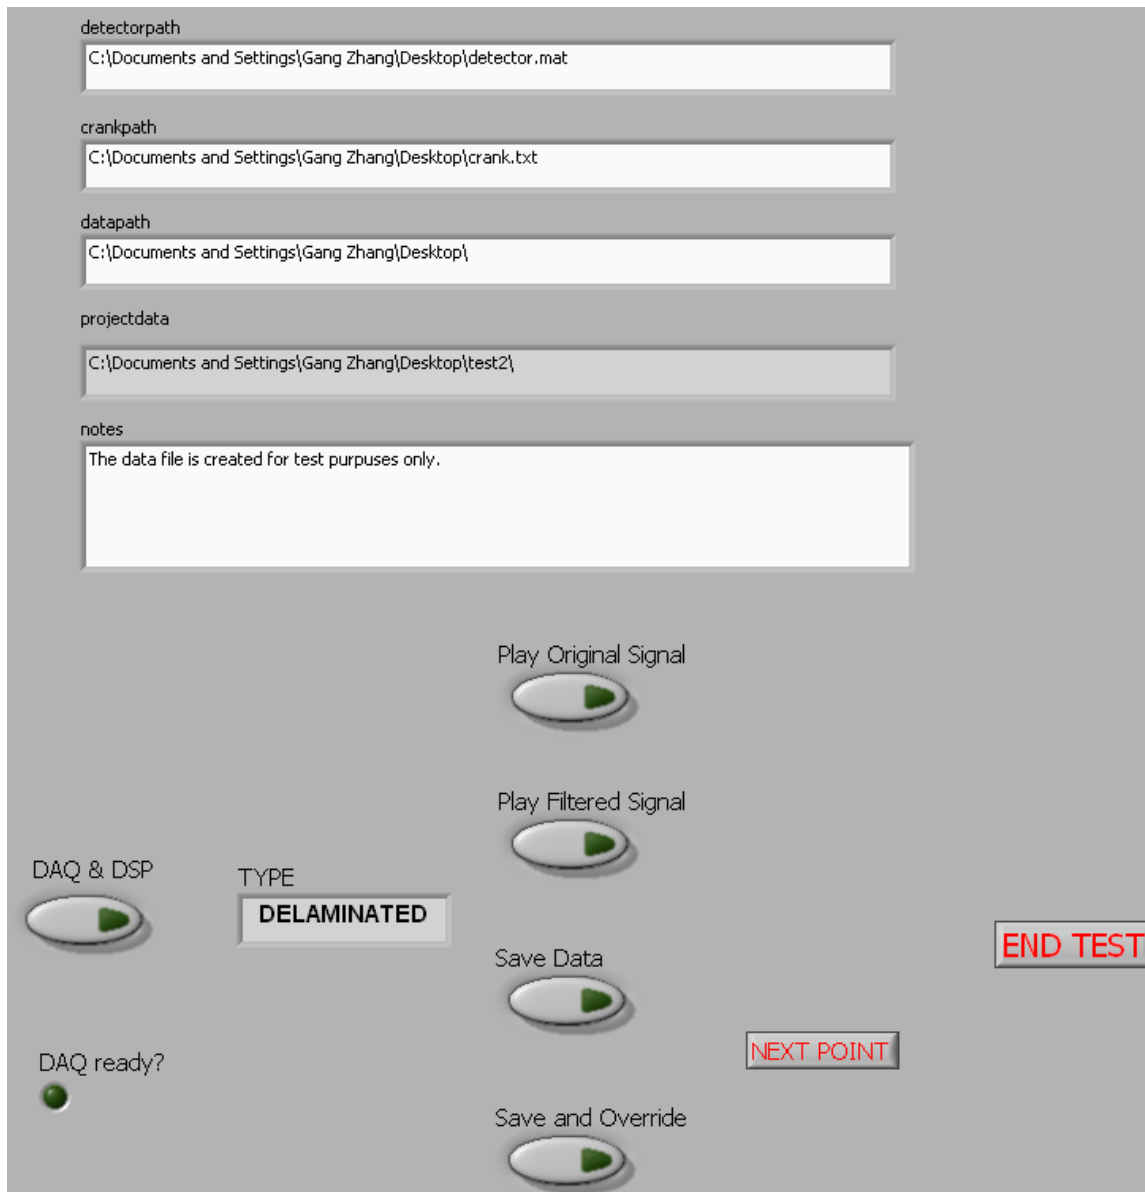 detectorpath
C:\Documents and Settings\Gang Zhang\Desktop\detector.mat
crankpath
C:\Documents and Settings\Gang Zhang\Desktop\crank.txt
datapath
C:\Documents and Settings\Gang Zhang\Desktop\
projectdata
C:\Documents and Settings\Gang Zhang\Desktop\test2\
notes
The data file is created for test purpuses only.
Play Original Signal
Play Filtered Signal
DAQ & DSP
TYPE
DELAMINATED
END TEST
Save Data
NEXT POINT
DAQ ready?
Save and Override